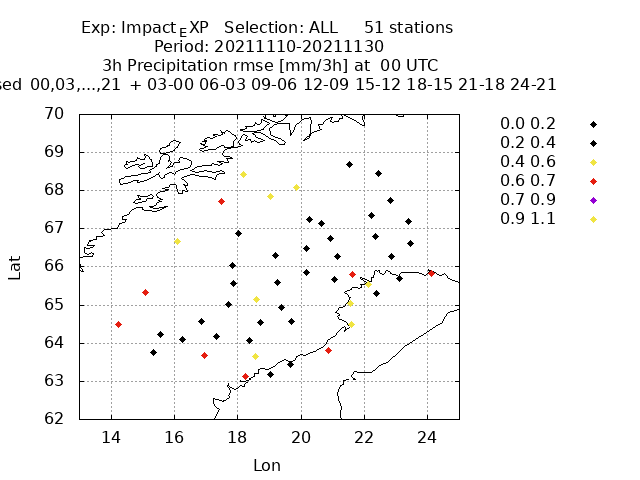 Exp: Impact_EXP   Selection: ALL     51 stations
Period: 20211110-20211130
3h Precipitation rmse [mm/3h] at  00 UTC
00,03,...,21  + 03-00 06-03 09-06 12-09 15-12 18-15 21-18 24-21
70
69
68
67
66
65
64
63
62
14 16 18 20 22 24
Lat
Lon
0.0 0.2
0.2 0.4
0.4 0.6
0.6 0.7
0.7 0.9
0.9 1.1